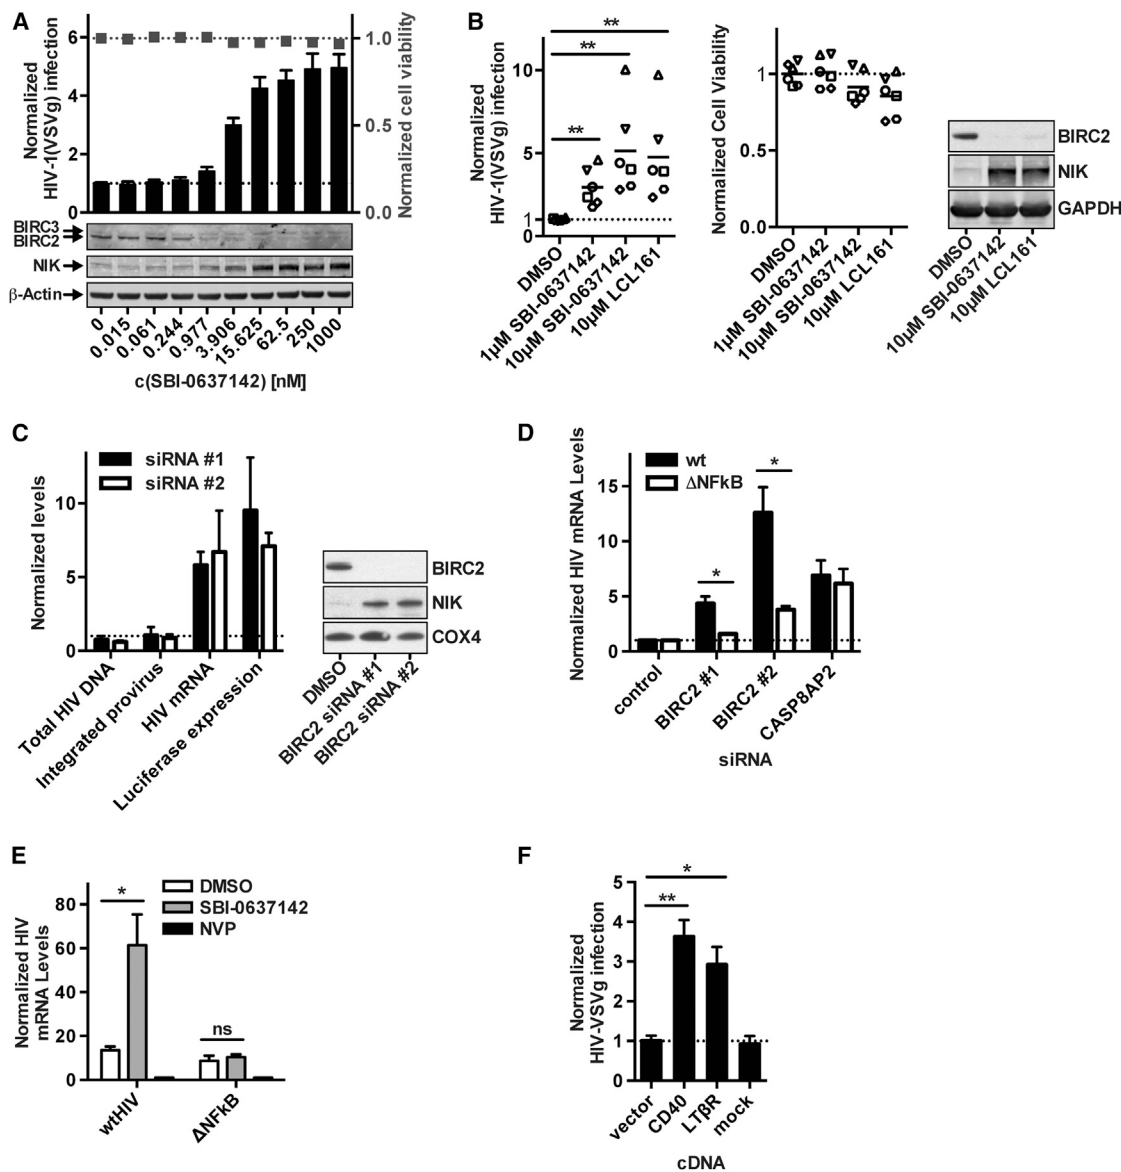 A
Normalized
HIV-1(VSVg) infection
6
4
2
0
1.0
0.5
0.0
Normalized cell viability
BIRC3
BIRC2
NIK
β-Actin
0
0.015
0.061
0.244
0.977
3.906
15.625
62.5
250
1000
c(SBI-0637142) [nM]
B
Normalized
HIV-1(VSVg) infection
10
5
1
0
**
**
**
DMSO
1µM SBI-0637142
10µM SBI-0637142
10µM LCL161
Normalized Cell Viability
1
0.5
0.0
DMSO
1µM SBI-0637142
10µM SBI-0637142
10µM LCL161
BIRC2
NIK
GAPDH
DMSO
10µM SBI-0637142
10µM LCL161
C
Normalized levels
10
5
0
siRNA #1
siRNA #2
Total HIV DNA
Integrated provirus
HIV mRNA
Luciferase expression
BIRC2
NIK
COX4
DMSO
BIRC2 siRNA #1
BIRC2 siRNA #2
D
Normalized HIV mRNA Levels
15
10
5
0
wt
ΔNFkB
*
*
control
BIRC2 #1
BIRC2 #2
CASP8AP2
siRNA
E
Normalized HIV
mRNA Levels
80
60
40
20
0
DMSO
SBI-0637142
NVP
*
ns
wtHIV
ΔNFkB
F
Normalized
HIV-VSVg infection
5
4
3
2
1
0
*
**
vector
CD40
LTβR
mock
cDNA